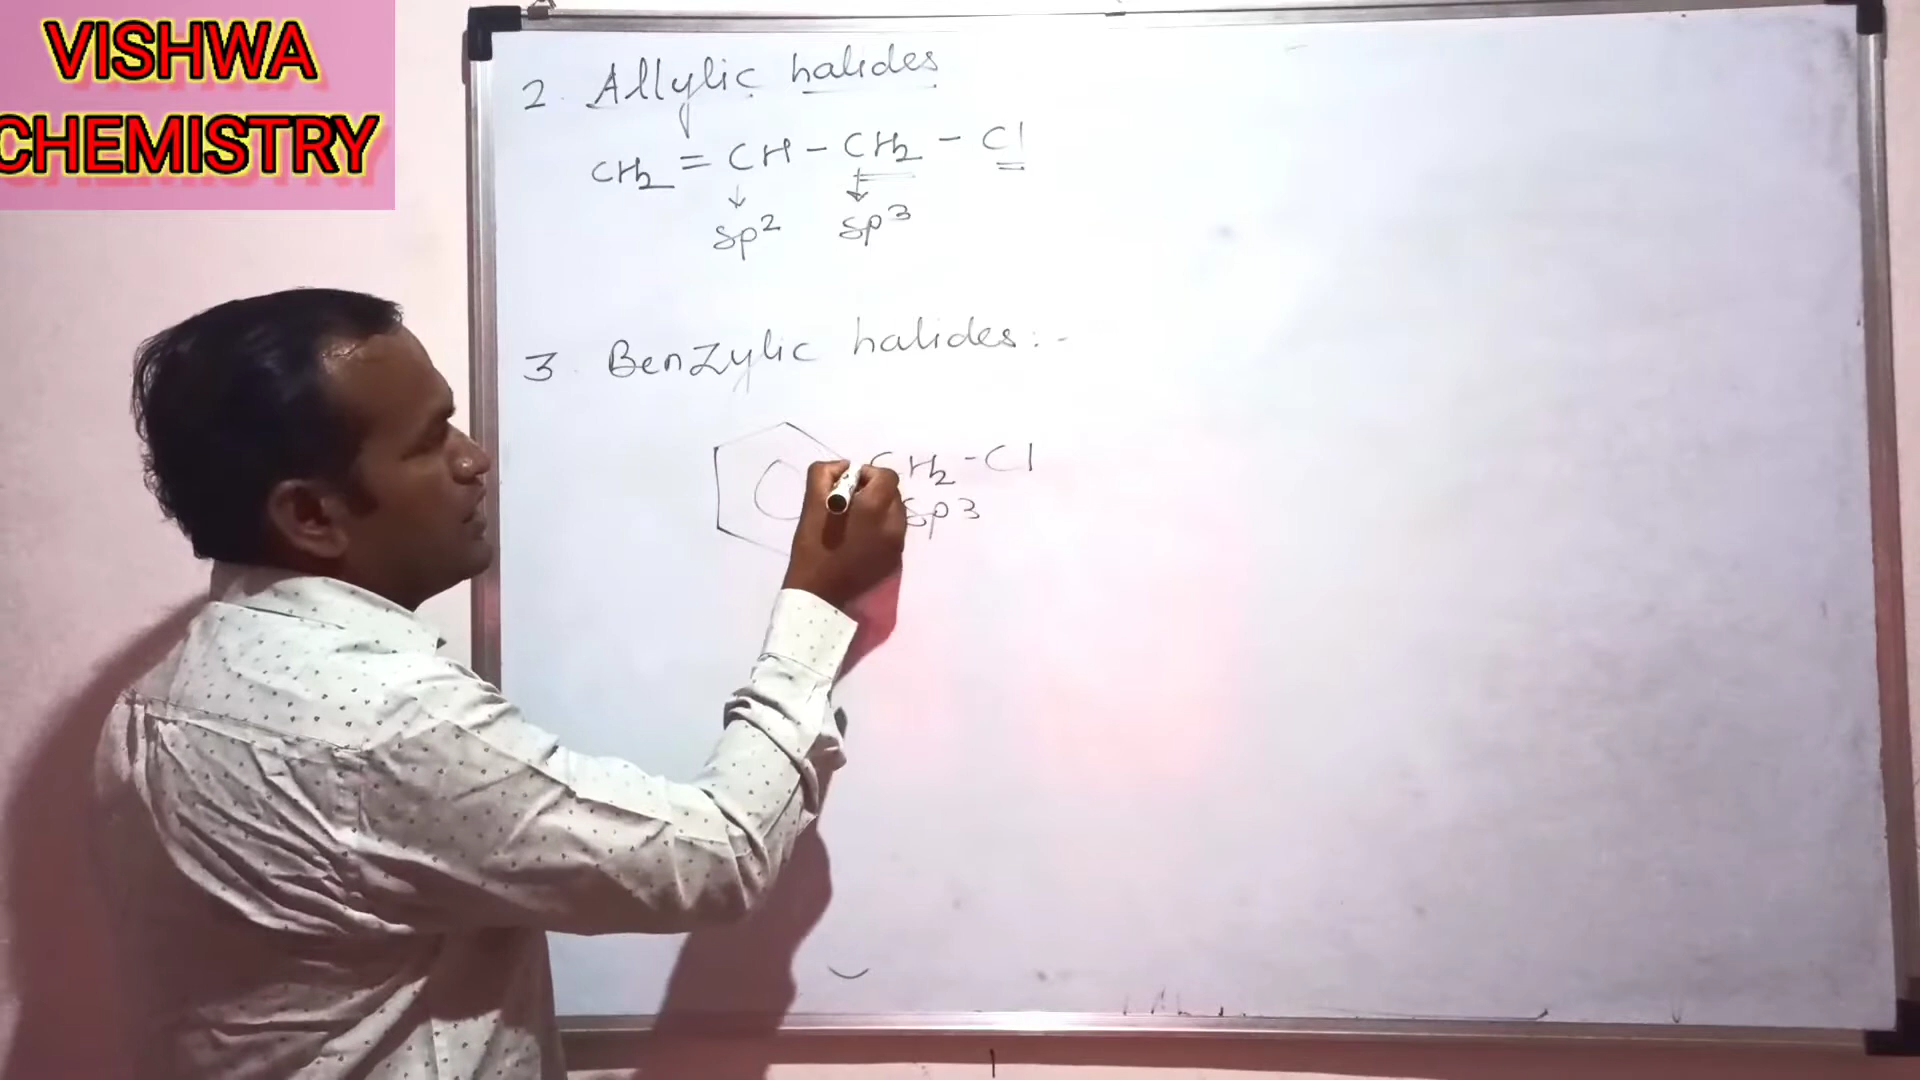 VISHWA
CHEMISTRY
2. Allylic halides
CH2 = CH - CH2 - Cl
sp2 sp3
3. Benzylic halides:-
CH2 - Cl
sp3